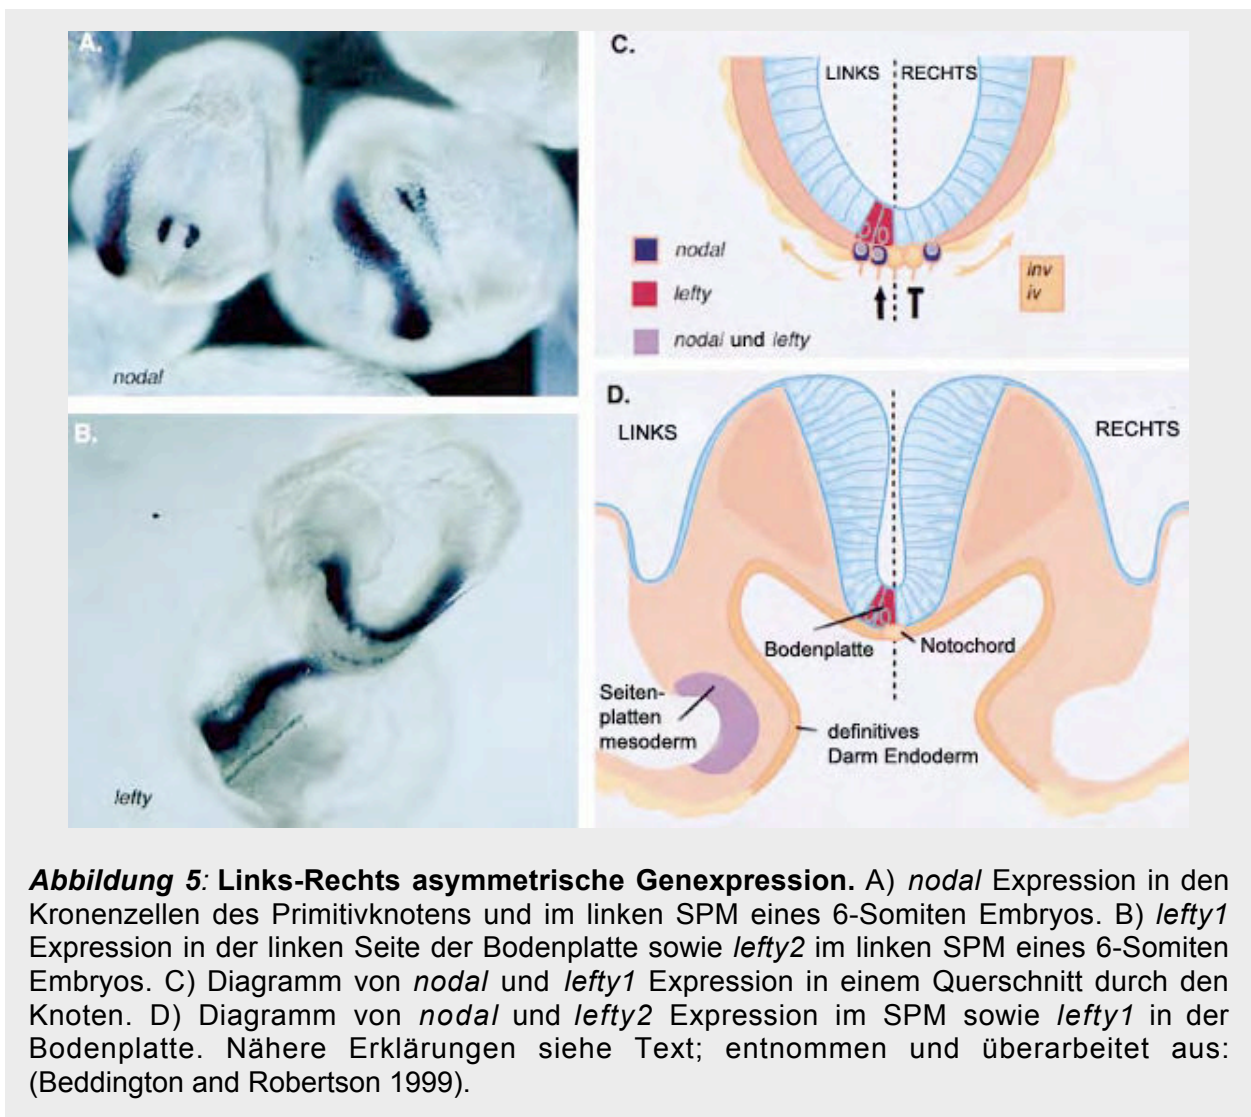 A.
nodal
B.
lefty
C.
LINKS RECHTS
nodal
lefty
nodal und lefty
inv
iv
T
D.
LINKS
RECHTS
Bodenplatte
Notochord
Seiten-
platten
mesoderm
definitives
Darm Endoderm
Abbildung 5: Links-Rechts asymmetrische Genexpression. A) nodal Expression in den
Kronenzellen des Primitivknotens und im linken SPM eines 6-Somiten Embryos. B) lefty1
Expression in der linken Seite der Bodenplatte sowie lefty2 im linken SPM eines 6-Somiten
Embryos. C) Diagramm von nodal und lefty1 Expression in einem Querschnitt durch den
Knoten. D) Diagramm von nodal und lefty2 Expression im SPM sowie lefty1 in der
Bodenplatte. Nähere Erklärungen siehe Text; entnommen und überarbeitet aus:
(Beddington and Robertson 1999).